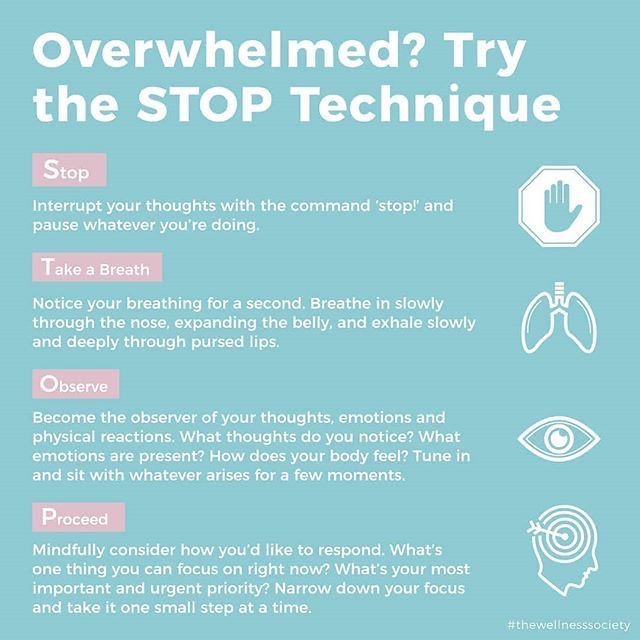 Overwhelmed? Try
the STOP Technique
Stop
Interrupt your thoughts with the command ‘stop!’ and
pause whatever you’re doing.
Take a Breath
Notice your breathing for a second. Breathe in slowly
through the nose, expanding the belly, and exhale slowly
and deeply through pursed lips.
Observe
Become the observer of your thoughts, emotions and
physical reactions. What thoughts do you notice? What
emotions are present? How does your body feel? Tune in
and sit with whatever arises for a few moments.
Proceed
Mindfully consider how you’d like to respond. What’s
one thing you can focus on right now? What’s your most
important and urgent priority? Narrow down your focus
and take it one small step at a time.
#thewellnesssociety